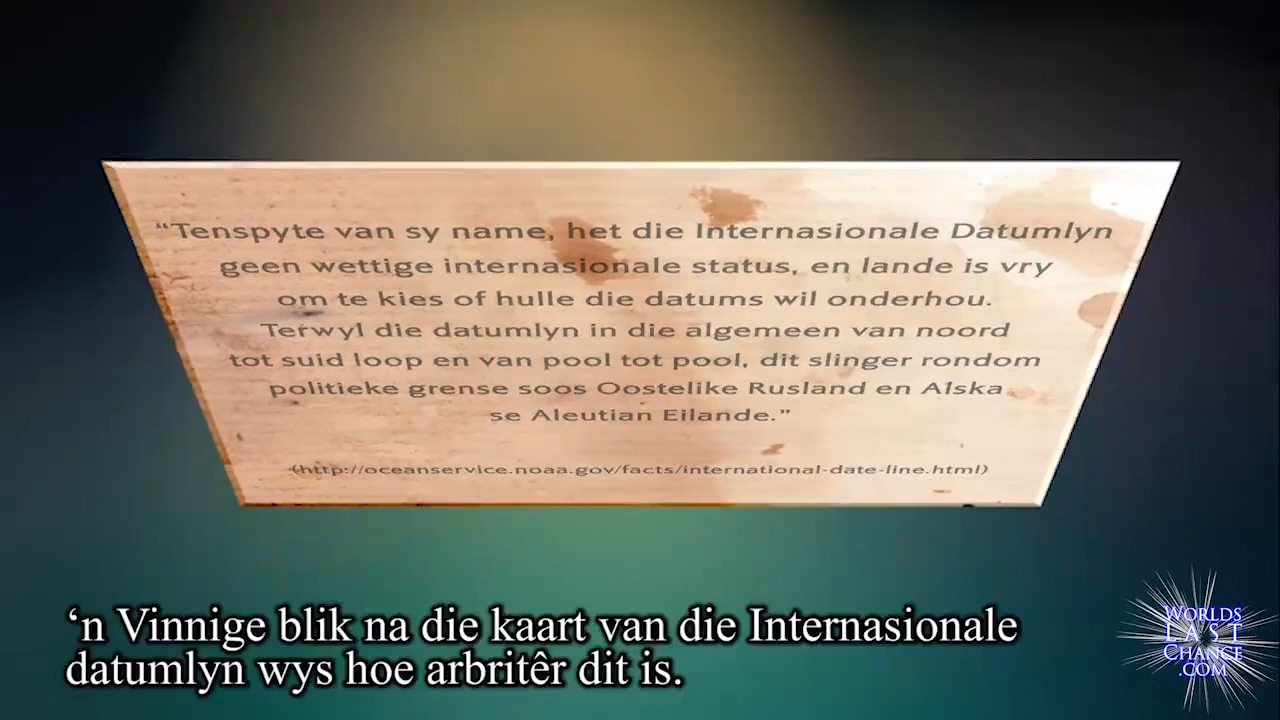 “Tenspyte van sy name, het die Internasionale Datumlyn
geen wettige internasionale status, en lande is vry
om te kies of hulle die datums wil onderhou.
Terwyl die datumlyn in die algemeen van noord
tot suid loop en van pool tot pool, dit slinger rondom
politieke grense soos Oostelike Rusland en Alska
se Aleutian Eilande.”
(http://oceanservice.noaa.gov/facts/international-date-line.html)
‘n Vinnige blik na die kaart van die Internasionale
datumlyn wys hoe arbritêr dit is.
WORLDS
LAST
CHANCE
.COM